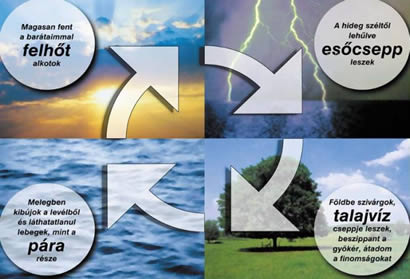 Magasan fent
a barátaimmal
felhőt
alkotok
A hideg széltől
lehűlve
esőcsepp
leszek
Melegben
kibújok a levélből
és láthatatlanul
lebegek, mint a
pára
része
Földbe szivárgok,
talajvíz
cseppje leszek,
beszippant a
gyökér, átadom
a finomságokat